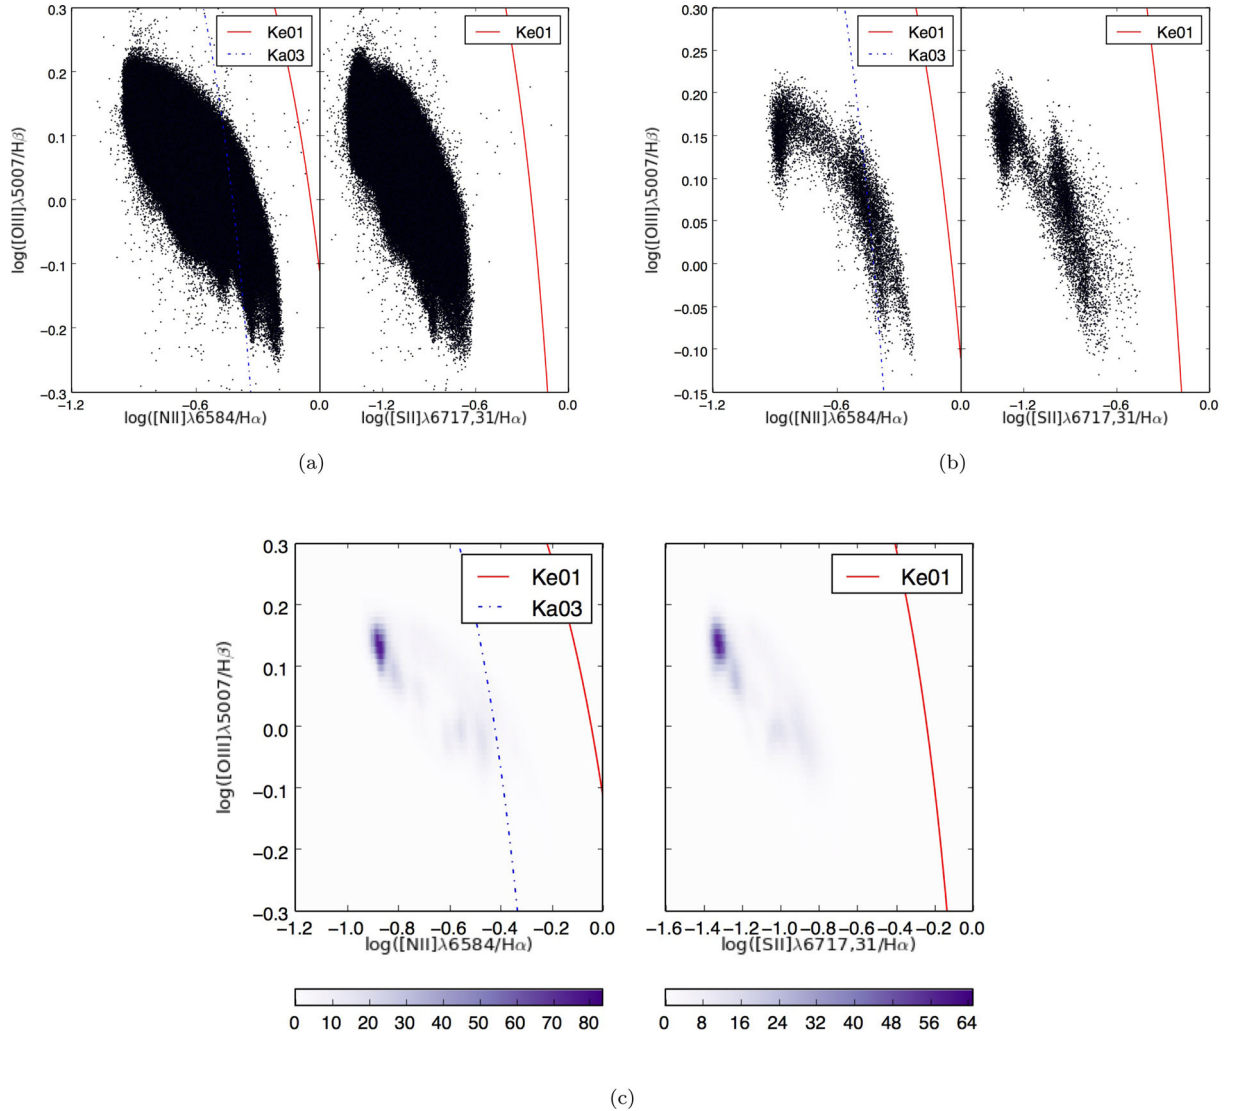 0.3
0.2
0.1
0.0
−0.1
−0.2
−0.3
log([OIII]λ5007/Hβ)
Ke01
Ka03
−1.2
−0.6
0.0
log([NII]λ6584/Hα)
Ke01
−1.2
−0.6
0.0
log([SII]λ6717,31/Hα)
(a)
0.30
0.25
0.20
0.15
0.10
0.05
0.00
−0.05
−0.10
−0.15
log([OIII]λ5007/Hβ)
Ke01
Ka03
−1.2
−0.6
0.0
log([NII]λ6584/Hα)
Ke01
−1.2
−0.6
0.0
log([SII]λ6717,31/Hα)
(b)
0.3
0.2
0.1
0.0
−0.1
−0.2
−0.3
log([OIII]λ5007/Hβ)
Ke01
Ka03
−1.2 −1.0 −0.8 −0.6 −0.4 −0.2 0.0
log([NII]λ6584/Hα)
0 10 20 30 40 50 60 70 80
Ke01
−1.6 −1.4 −1.2 −1.0 −0.8 −0.6 −0.4 −0.2 0.0
log([SII]λ6717,31/Hα)
0 8 16 24 32 40 48 56 64
(c)